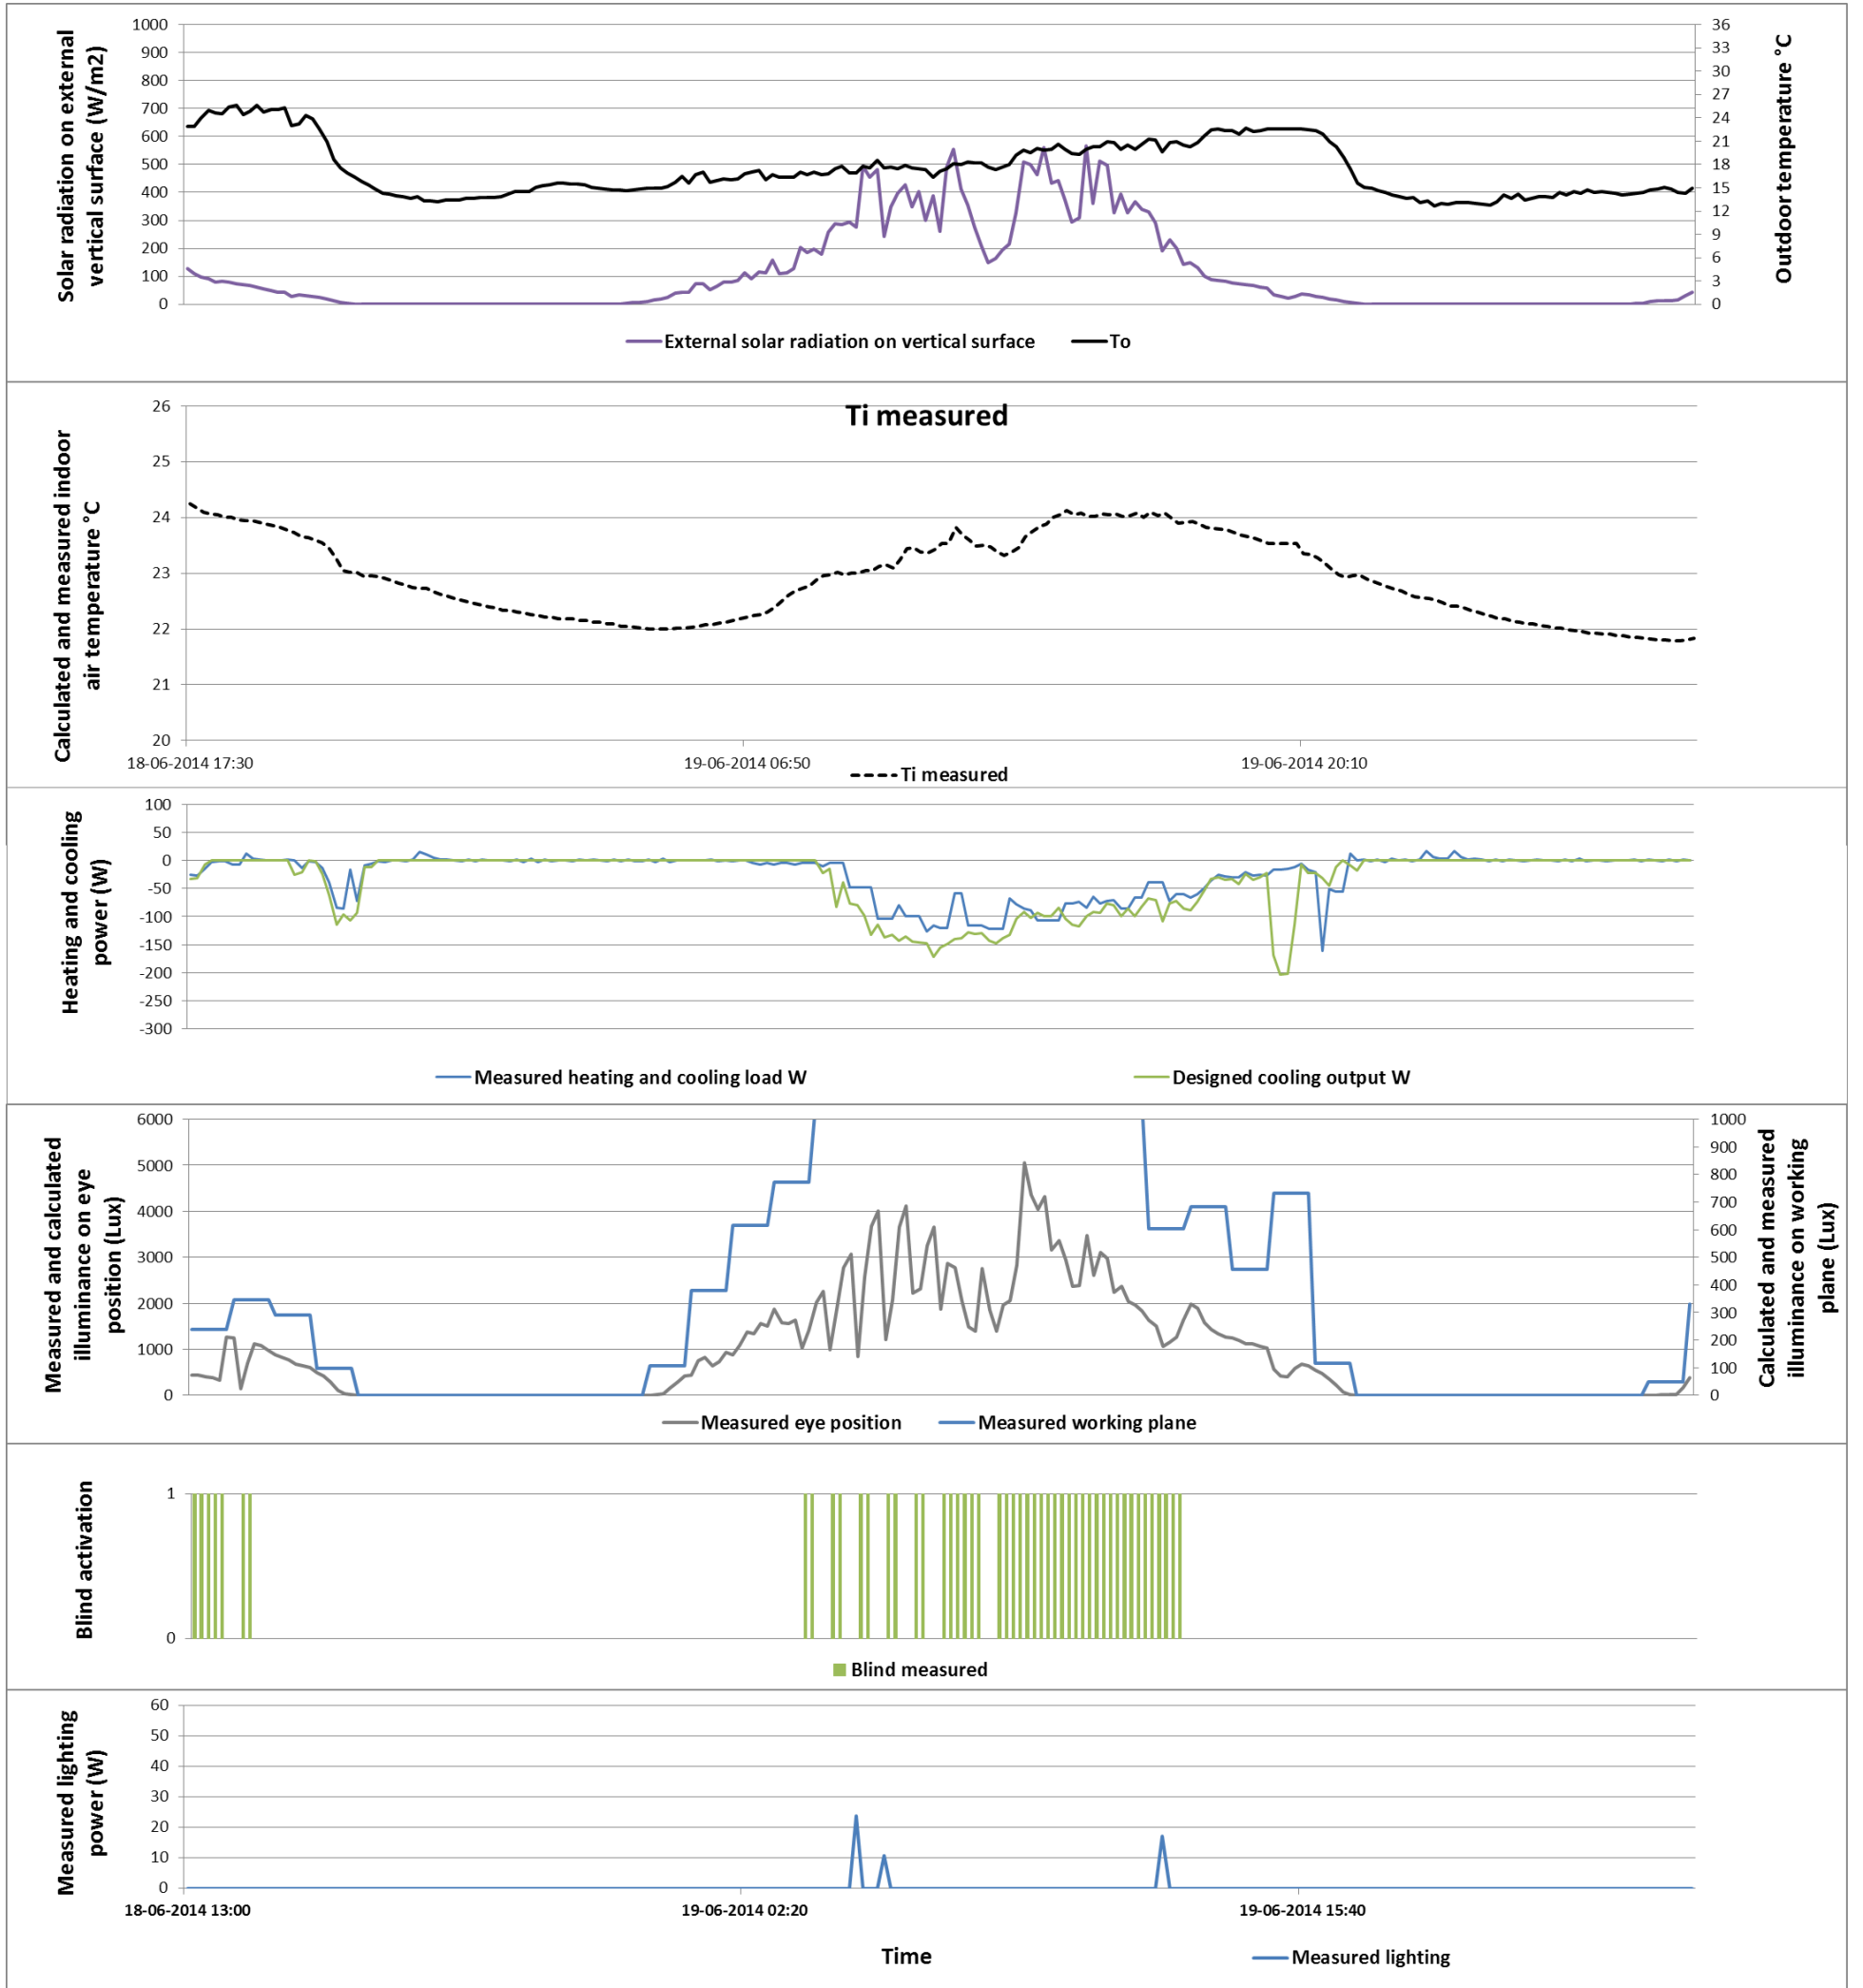 Solar radiation on external
vertical surface (W/m2)
1000
900
800
700
600
500
400
300
200
100
0
36
33
30
27
24
21
18
15
12
9
6
3
0
Outdoor temperature °C
External solar radiation on vertical surface
To
Calculated and measured indoor
air temperature °C
Ti measured
26
25
24
23
22
21
20
18-06-2014 17:30
19-06-2014 06:50
19-06-2014 20:10
Ti measured
Heating and cooling
power (W)
100
50
0
-50
-100
-150
-200
-250
-300
Measured heating and cooling load W
Designed cooling output W
Measured and calculated
illuminance on eye
position (Lux)
6000
5000
4000
3000
2000
1000
0
1000
900
800
700
600
500
400
300
200
100
0
Calculated and measured
illuminance on working
plane (Lux)
Measured eye position
Measured working plane
Blind activation
1
0
Blind measured
Measured lighting
power (W)
60
50
40
30
20
10
0
18-06-2014 13:00
19-06-2014 02:20
19-06-2014 15:40
Time
Measured lighting